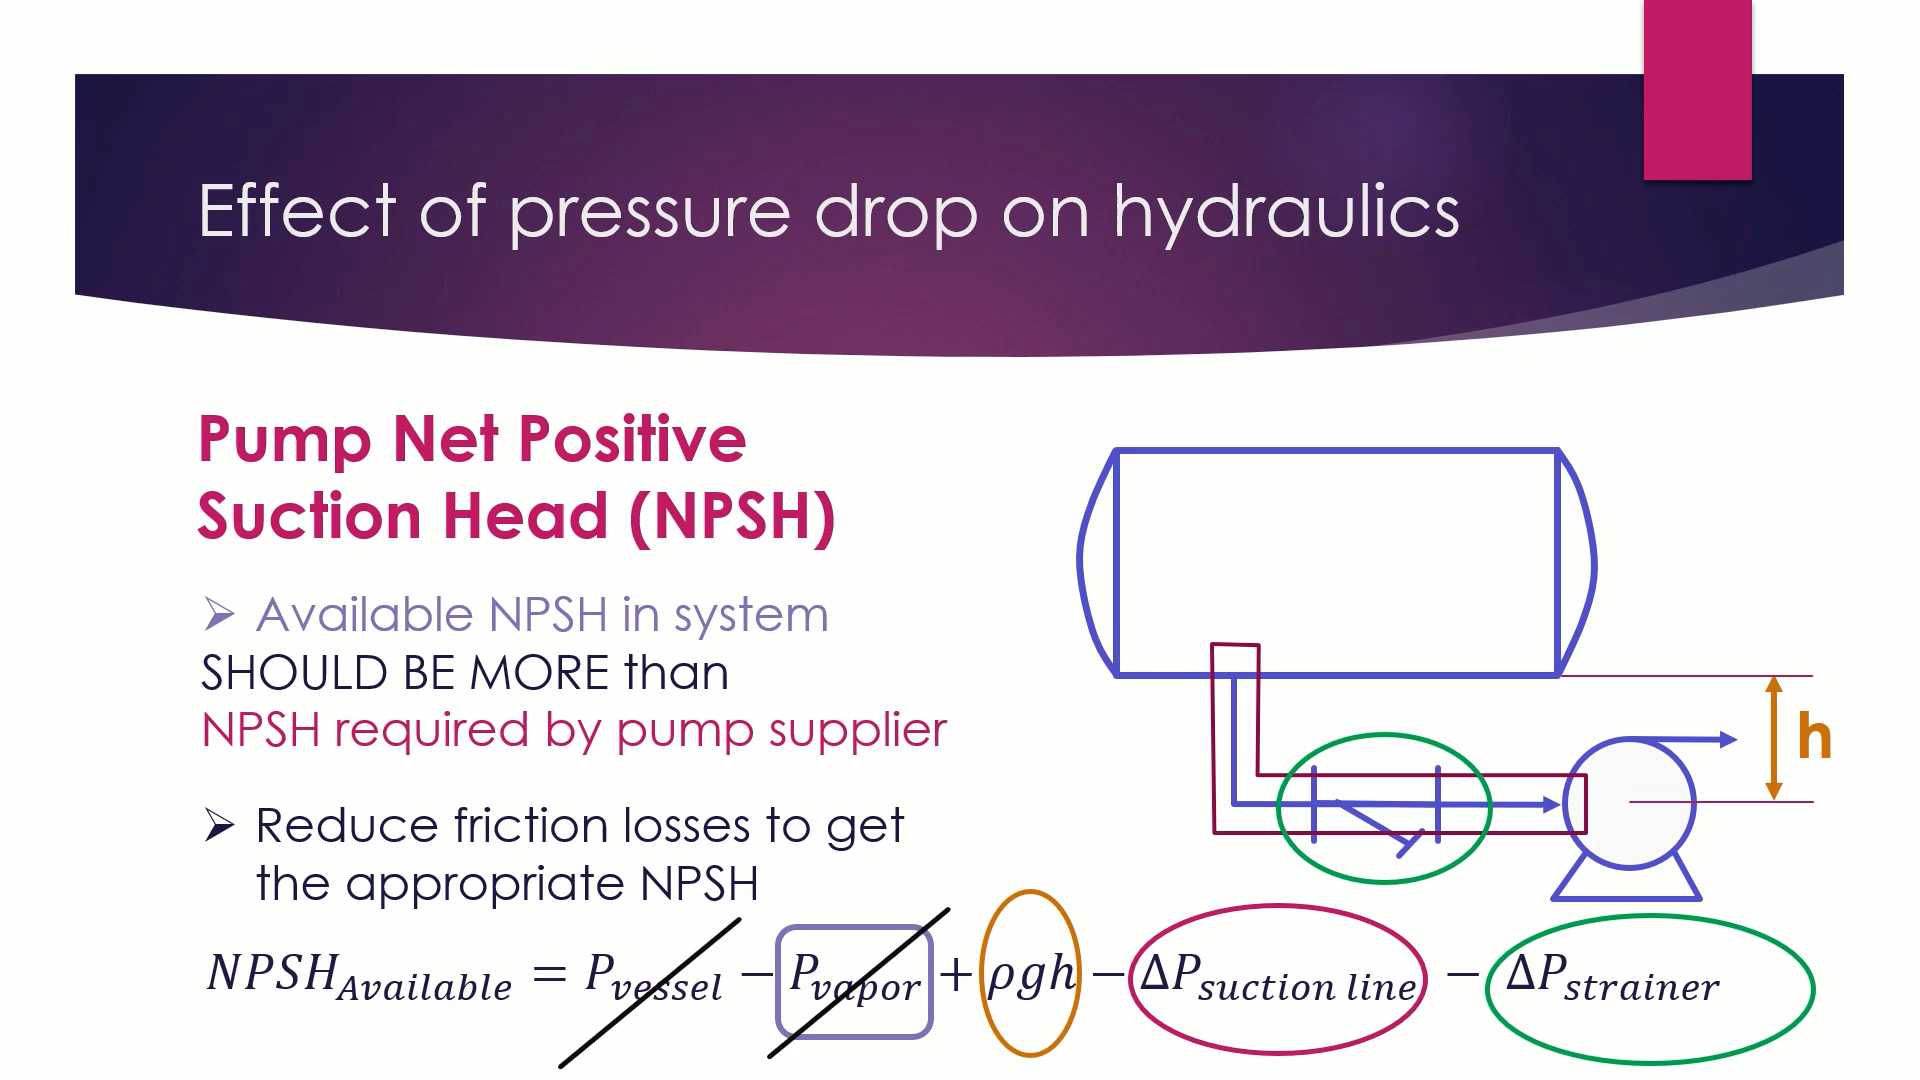 Effect of pressure drop on hydraulics
Pump Net Positive
Suction Head (NPSH)
Available NPSH in system
SHOULD BE MORE than
NPSH required by pump supplier
h
Reduce friction losses to get
the appropriate NPSH
NPSH_Available = P_vessel − P_vapor + ρgh − ΔP_suction line − ΔP_strainer